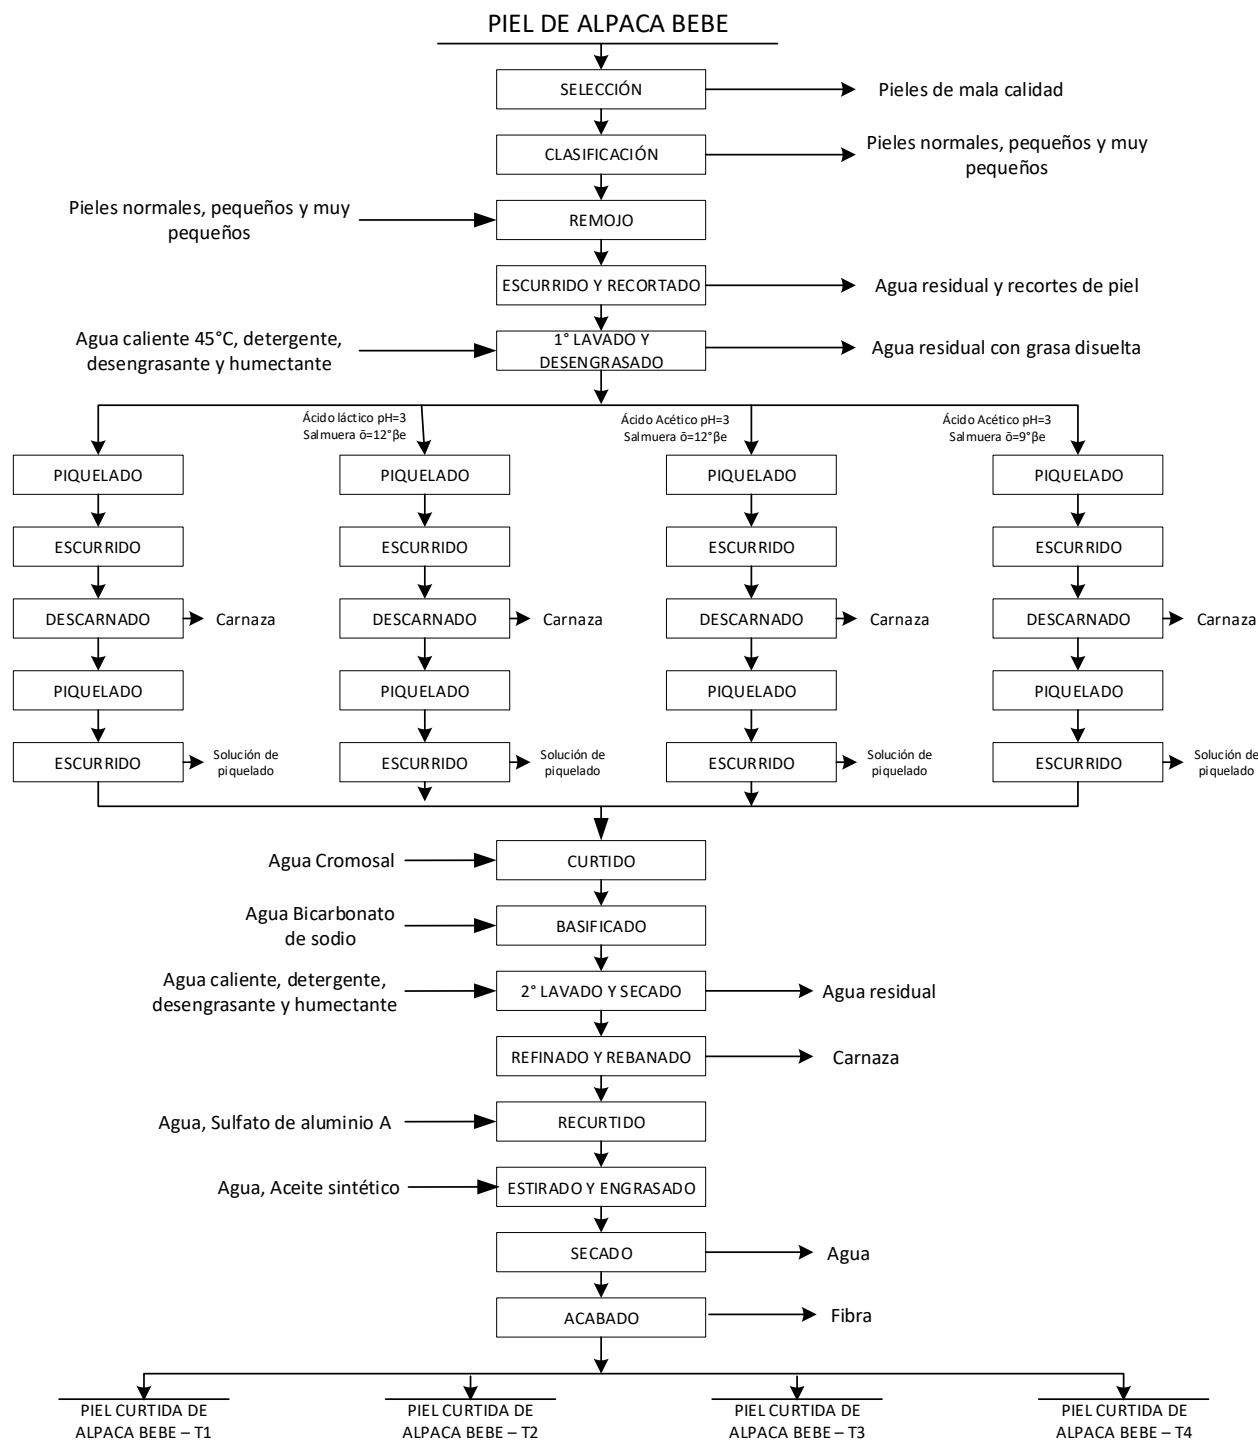 PIEL DE ALPACA BEBE
SELECCIÓN
Pieles de mala calidad
CLASIFICACIÓN
Pieles normales, pequeños y muy
pequeños
Pieles normales, pequeños y muy
pequeños
REMOJO
ESCURRIDO Y RECORTADO
Agua residual y recortes de piel
Agua caliente 45°C, detergente,
desengrasante y humectante
1° LAVADO Y
DESENGRASADO
Agua residual con grasa disuelta
Ácido láctico pH=3
Salmuera õ=12°βe
Ácido Acético pH=3
Salmuera õ=12°βe
Ácido Acético pH=3
Salmuera õ=9°βe
PIQUELADO
PIQUELADO
PIQUELADO
PIQUELADO
ESCURRIDO
ESCURRIDO
ESCURRIDO
ESCURRIDO
DESCARNADO
Carnaza
DESCARNADO
Carnaza
DESCARNADO
Carnaza
DESCARNADO
Carnaza
PIQUELADO
PIQUELADO
PIQUELADO
PIQUELADO
ESCURRIDO
Solución de
piquelado
ESCURRIDO
Solución de
piquelado
ESCURRIDO
Solución de
piquelado
ESCURRIDO
Solución de
piquelado
Agua Cromosal
CURTIDO
Agua Bicarbonato
de sodio
BASIFICADO
Agua caliente, detergente,
desengrasante y humectante
2° LAVADO Y SECADO
Agua residual
REFINADO Y REBANADO
Carnaza
Agua, Sulfato de aluminio A
RECURTIDO
Agua, Aceite sintético
ESTIRADO Y ENGRASADO
SECADO
Agua
ACABADO
Fibra
PIEL CURTIDA DE
ALPACA BEBE – T1
PIEL CURTIDA DE
ALPACA BEBE – T2
PIEL CURTIDA DE
ALPACA BEBE – T3
PIEL CURTIDA DE
ALPACA BEBE – T4